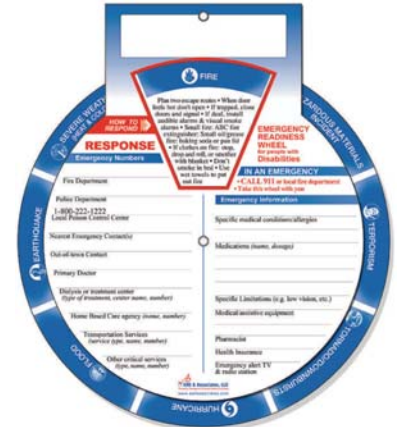 FIRE
Plan two escape routes • When door
feels hot don't open • If trapped, close
doors and signal • If deaf, install
audible alarms & visual smoke
alarms • Small fire: ABC fire
extinguisher; Small oil/grease
fire: baking soda or pan lid
• If clothes on fire: stop,
drop and roll, or smother
with blanket • Don't
smoke in bed • Use
wet towels to put
out fire
HOW TO
RESPOND
RESPONSE
Emergency Numbers
Fire Department
Police Department
1-800-222-1222
Local Poison Control Center
Nearest Emergency Contact(s)
Out-of-town Contact
Primary Doctor
Dialysis or treatment center
(type of treatment, center name, number)
Home Based Care agency (name, number)
Transportation Services
(service type, name, number)
Other critical services
(type, name, number)
EMERGENCY
READINESS
WHEEL
for people with
Disabilities
IN AN EMERGENCY
• CALL 911 or local fire department
• Take this wheel with you
Emergency Information
Specific medical conditions/allergies
Medications (name, dosage)
Specific Limitations (e.g. low vision, etc.)
Medical/assistive equipment
Pharmacist
Health Insurance
Emergency alert TV
& radio station
SEVERE WEATHER
(HEAT & COLD)
EARTHQUAKE
FLOOD
HURRICANE
TORNADO/DOWNBURSTS
TERRORISM
ZARDOUS MATERIALS
INCIDENT
& Associates, LLC